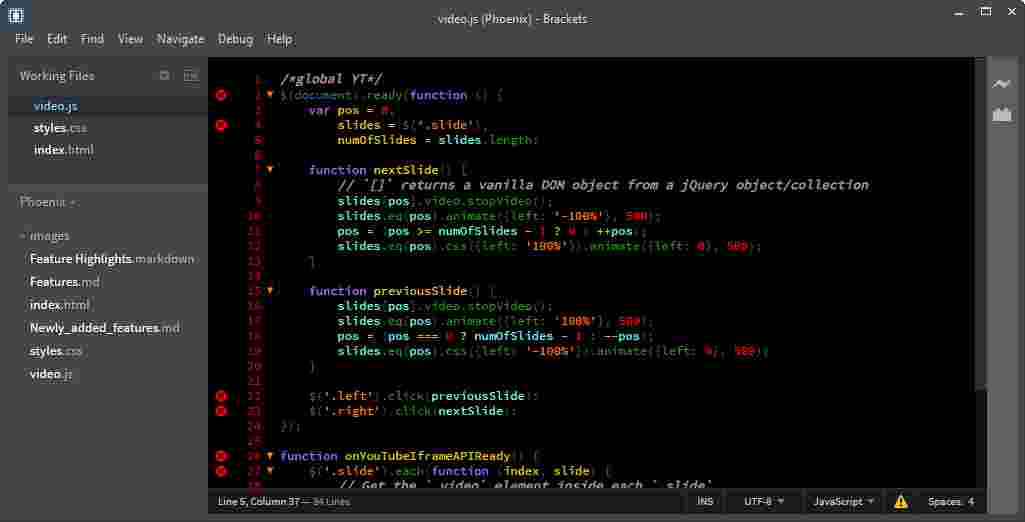 video.js (Phoenix) - Brackets
File Edit Find View Navigate Debug Help
Working Files
video.js
styles.css
index.html
Phoenix
images
Feature Highlights.markdown
Features.md
index.html
Newly_added_features.md
styles.css
video.js
1 /*global YT*/
2 $(document).ready(function () {
3 var pos = 0,
4 slides = $('.slide'),
5 numOfSlides = slides.length;
6
7 function nextSlide() {
8 // `[]` returns a vanilla DOM object from a jQuery object/collection
9 slides[pos].video.stopVideo();
10 slides.eq(pos).animate({left: '-100%'}, 500);
11 pos = (pos >= numOfSlides - 1 ? 0 : ++pos);
12 slides.eq(pos).css({left: '100%'}).animate({left: 0}, 500);
13 }
14
15 function previousSlide() {
16 slides[pos].video.stopVideo();
17 slides.eq(pos).animate({left: '100%'}, 500);
18 pos = (pos === 0 ? numOfSlides - 1 : --pos);
19 slides.eq(pos).css({left: '-100%'}).animate({left: 0}, 500);
20 }
21
22 $('.left').click(previousSlide);
23 $('.right').click(nextSlide);
24 });
25
26 function onYouTubeIframeAPIReady() {
27 $('.slide').each(function (index, slide) {
28 // Get the `.video` element inside each `.slide`
Line 5, Column 37 — 94 Lines
INS UTF-8 JavaScript Spaces: 4